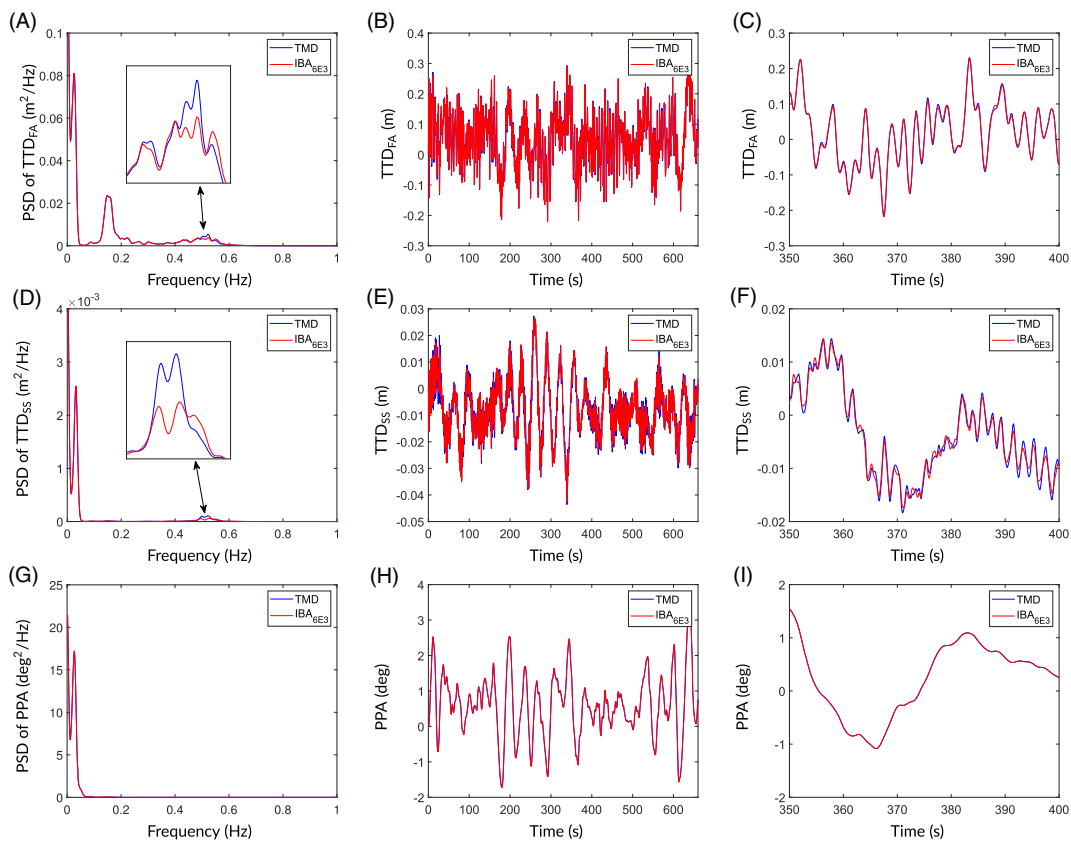 (A)
0.1
0.08
0.06
0.04
0.02
0
PSD of TTD_FA (m²/Hz)
TMD
IBA_6E3
0 0.2 0.4 0.6 0.8 1
Frequency (Hz)
(B)
0.4
0.3
0.2
0.1
0
-0.1
-0.2
-0.3
TTD_FA (m)
TMD
IBA_6E3
0 100 200 300 400 500 600
Time (s)
(C)
0.3
0.2
0.1
0
-0.1
-0.2
-0.3
TTD_FA (m)
TMD
IBA_6E3
350 360 370 380 390 400
Time (s)
(D)
×10⁻³
4
3
2
1
0
PSD of TTD_SS (m²/Hz)
TMD
IBA_6E3
0 0.2 0.4 0.6 0.8 1
Frequency (Hz)
(E)
0.03
0.02
0.01
0
-0.01
-0.02
-0.03
-0.04
-0.05
TTD_SS (m)
TMD
IBA_6E3
0 100 200 300 400 500 600
Time (s)
(F)
0.02
0.01
0
-0.01
-0.02
TTD_SS (m)
TMD
IBA_6E3
350 360 370 380 390 400
Time (s)
(G)
25
20
15
10
5
0
PSD of PPA (deg²/Hz)
TMD
IBA_6E3
0 0.2 0.4 0.6 0.8 1
Frequency (Hz)
(H)
4
3
2
1
0
-1
-2
PPA (deg)
TMD
IBA_6E3
0 100 200 300 400 500 600
Time (s)
(I)
2
1
0
-1
-2
PPA (deg)
TMD
IBA_6E3
350 360 370 380 390 400
Time (s)